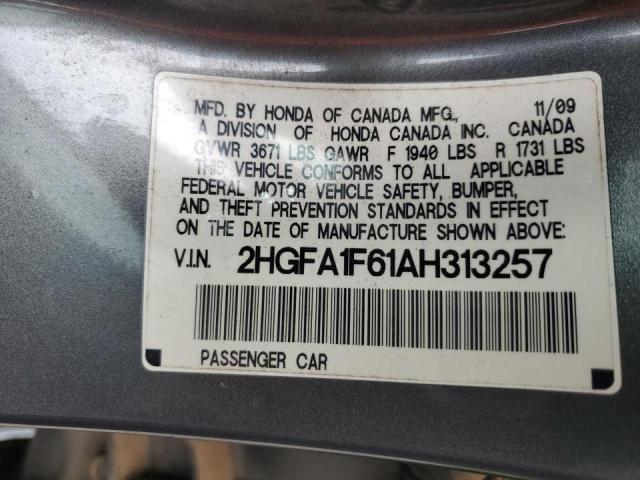 MFD. BY HONDA OF CANADA MFG., 11/09
A DIVISION OF HONDA CANADA INC. CANADA
GVWR 3671 LBS GAWR F 1940 LBS R 1731 LBS
THIS VEHICLE CONFORMS TO ALL APPLICABLE
FEDERAL MOTOR VEHICLE SAFETY, BUMPER,
AND THEFT PREVENTION STANDARDS IN EFFECT
ON THE DATE OF MANUFACTURE SHOWN ABOVE:
V.I.N. 2HGFA1F61AH313257
PASSENGER CAR